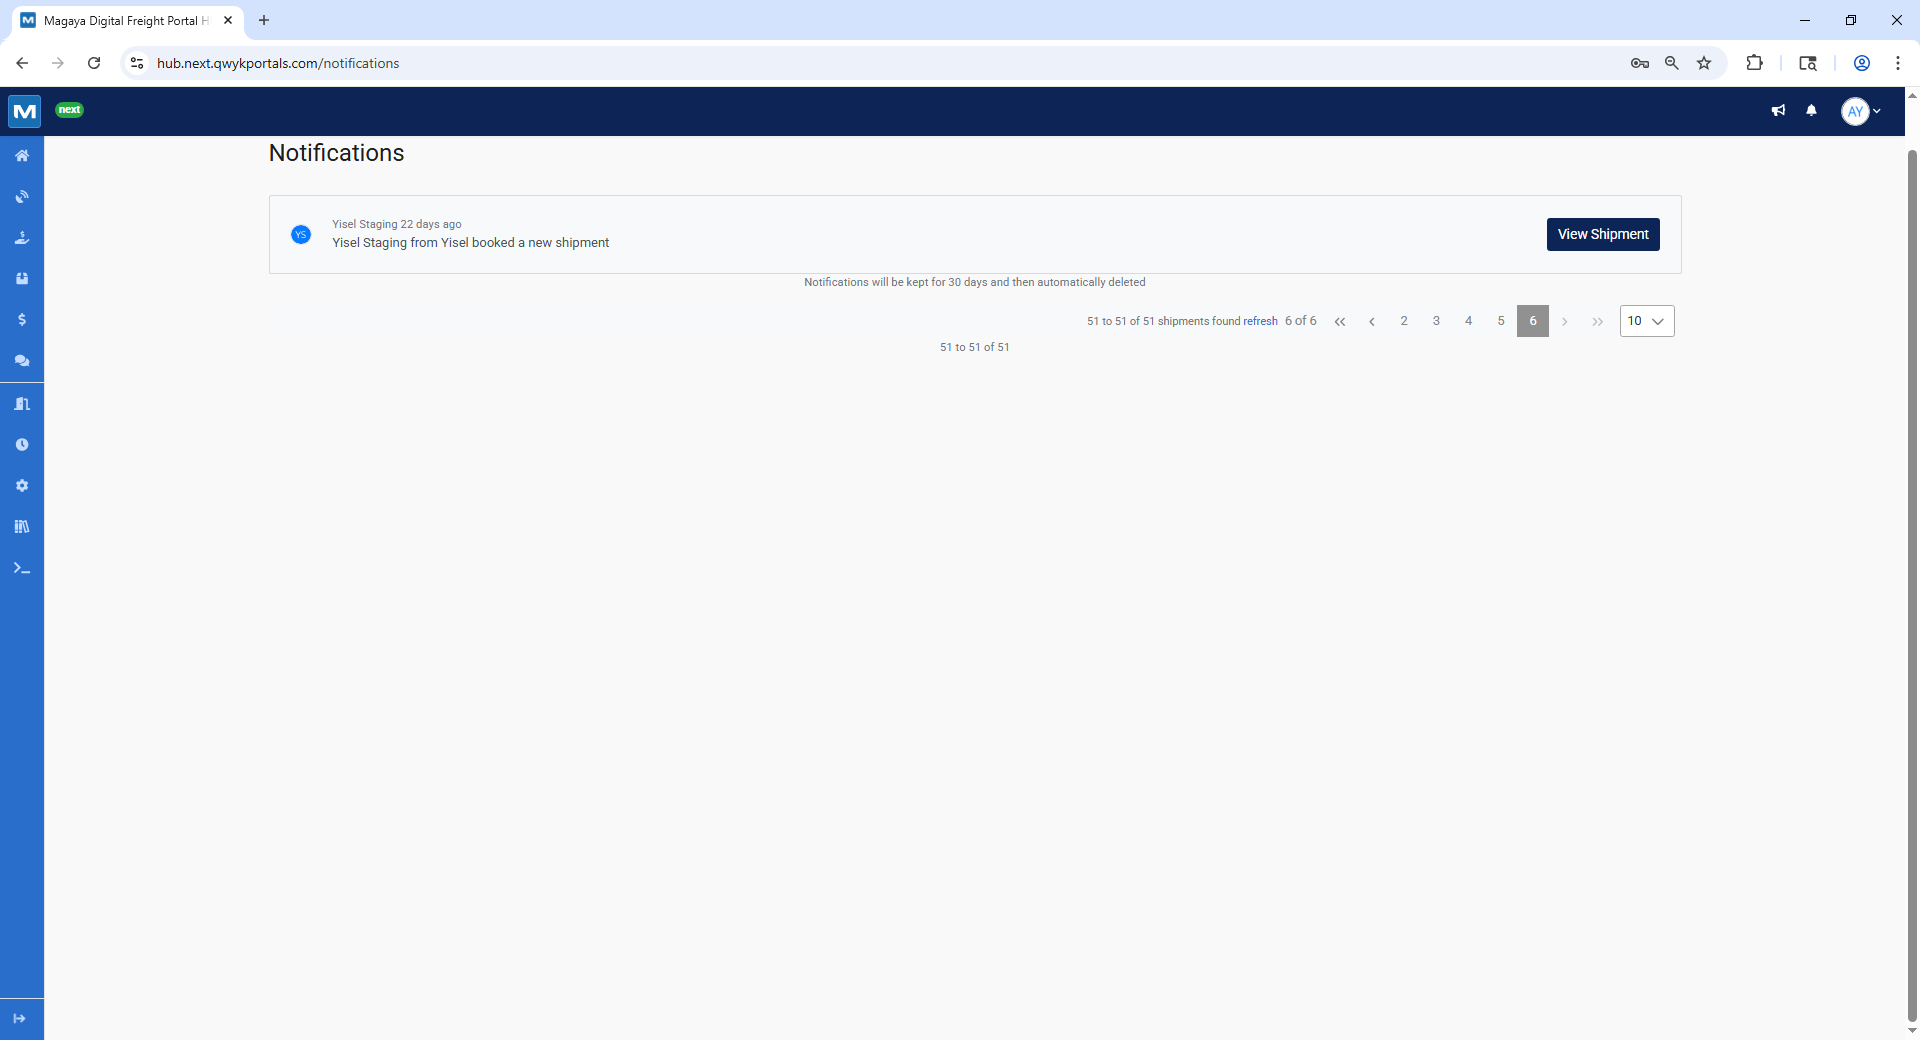 Magaya Digital Freight Portal H
hub.next.qwykportals.com/notifications
M
next
AY
Notifications
YS
Yisel Staging 22 days ago
Yisel Staging from Yisel booked a new shipment
View Shipment
Notifications will be kept for 30 days and then automatically deleted
51 to 51 of 51 shipments found refresh 6 of 6 2 3 4 5 6 10
51 to 51 of 51